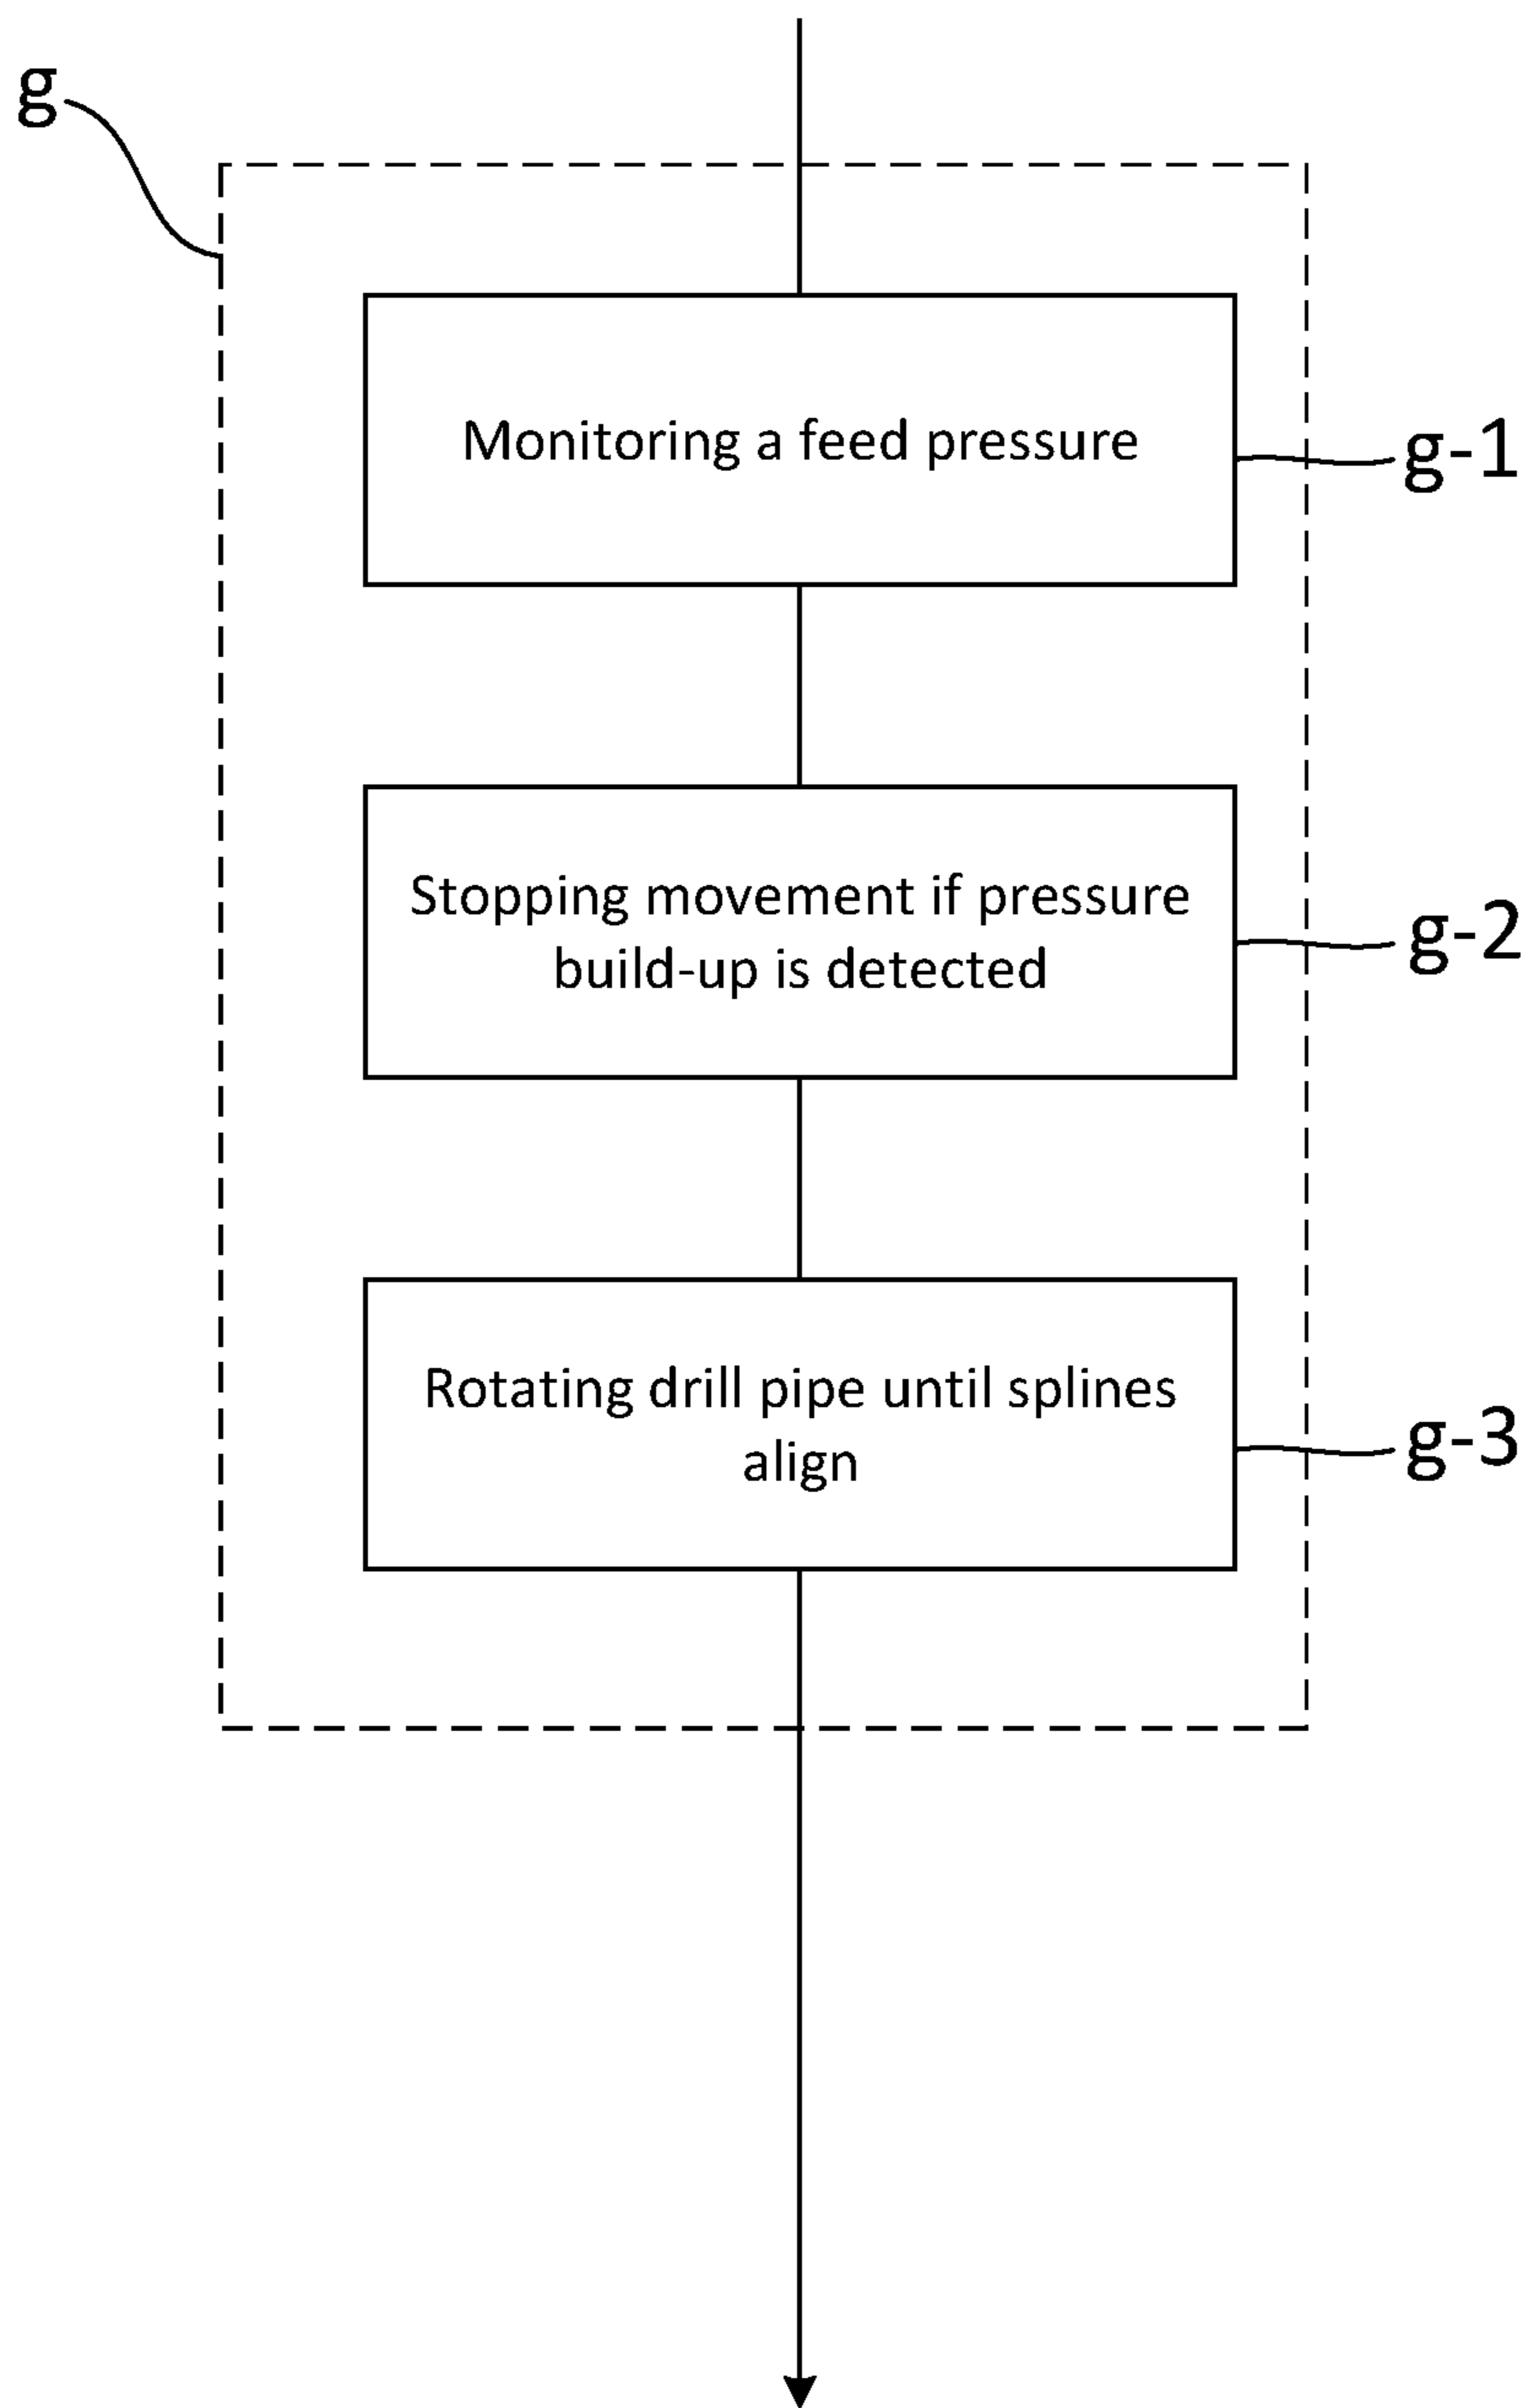 g
Monitoring a feed pressure
g-1
Stopping movement if pressure
build-up is detected
g-2
Rotating drill pipe until splines
align
g-3